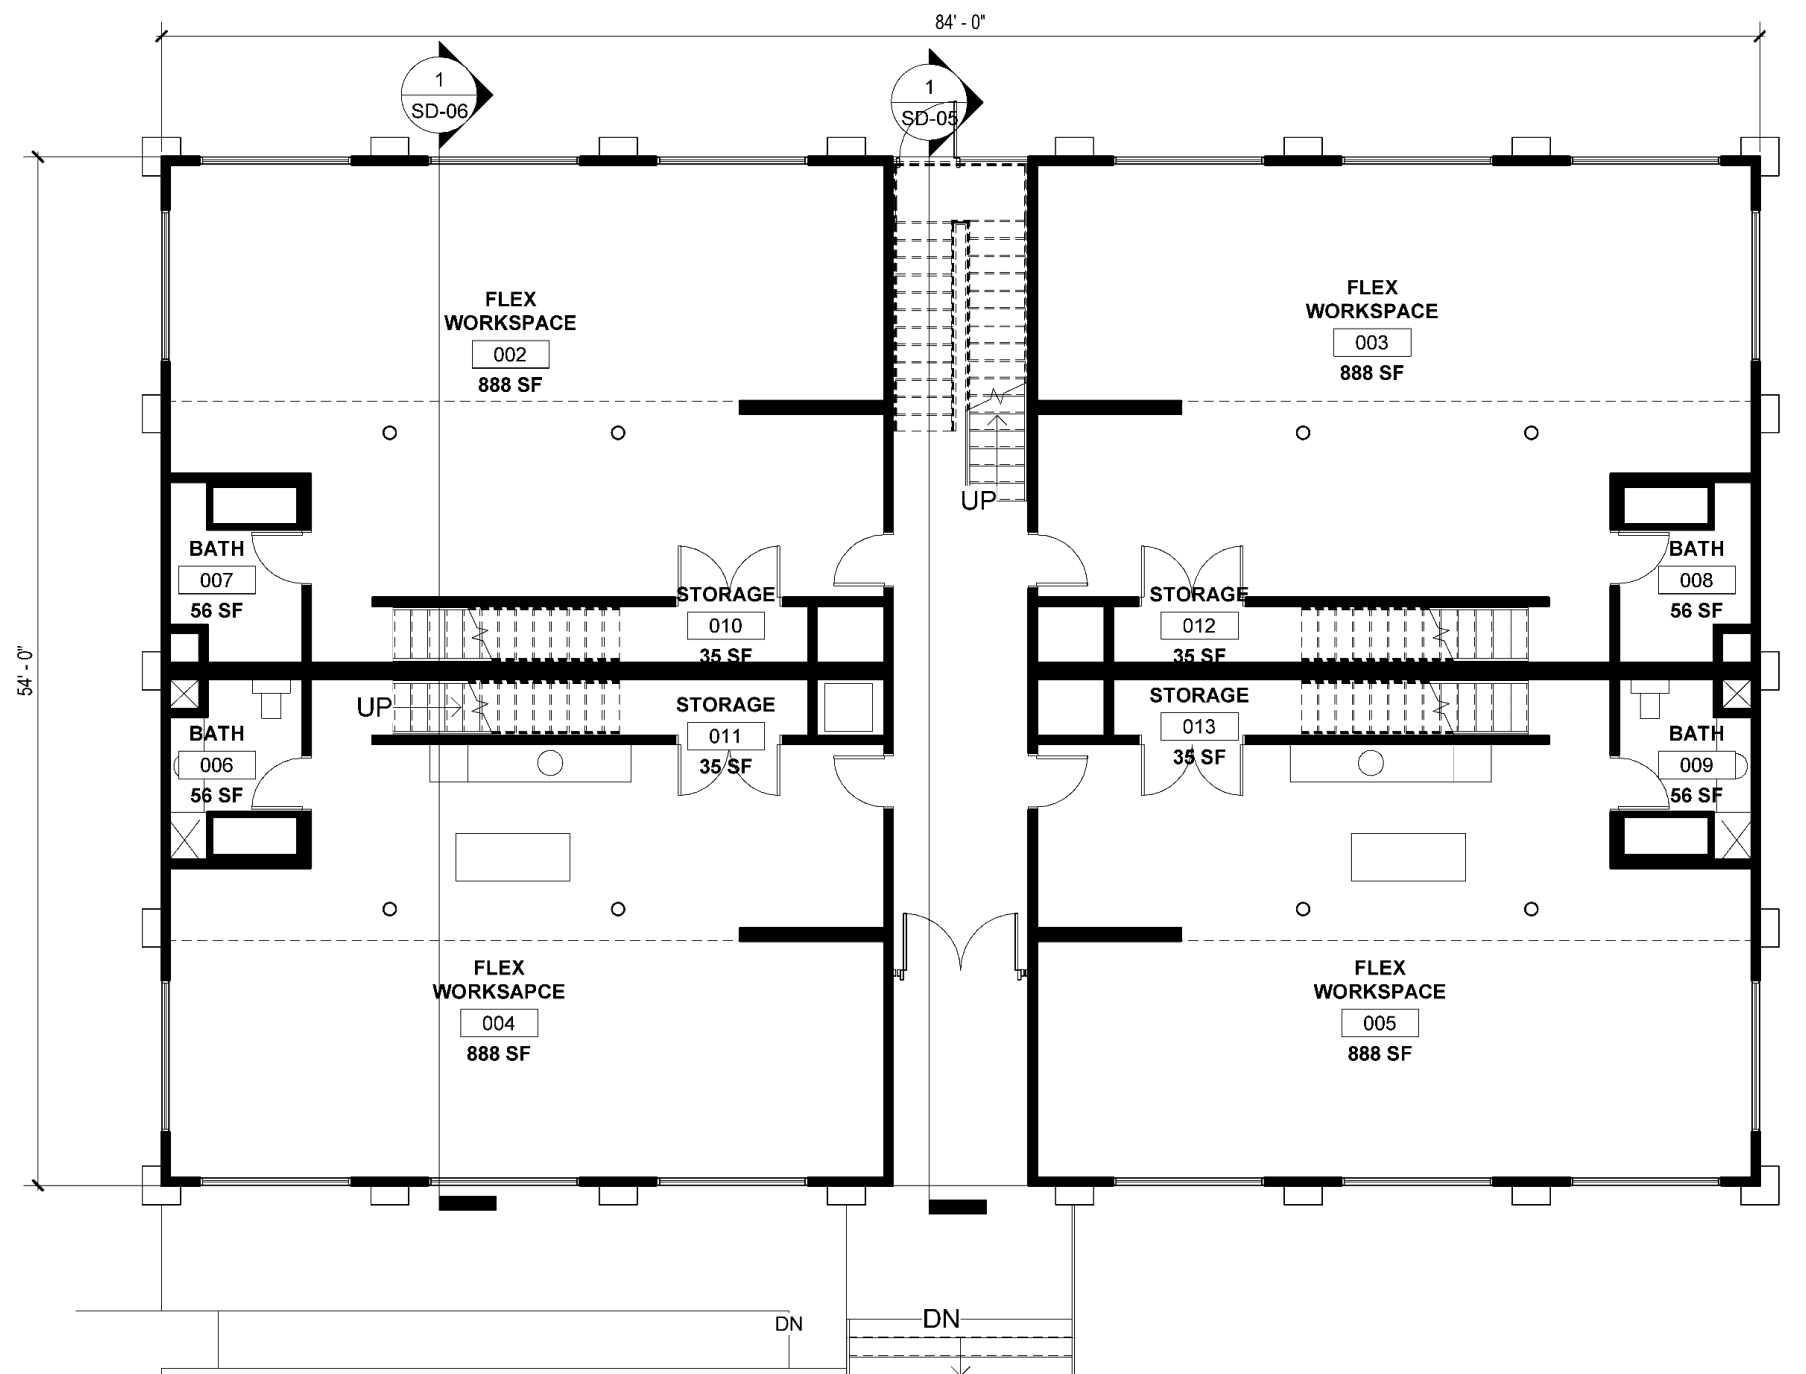 84' - 0"
1
SD-06
1
SD-05
54' - 0"
FLEX
WORKSPACE
002
888 SF
FLEX
WORKSPACE
003
888 SF
UP
BATH
007
56 SF
STORAGE
010
35 SF
STORAGE
012
35 SF
BATH
008
56 SF
UP
BATH
006
56 SF
STORAGE
011
35 SF
STORAGE
013
35 SF
BATH
009
56 SF
FLEX
WORKSAPCE
004
888 SF
FLEX
WORKSPACE
005
888 SF
DN
DN